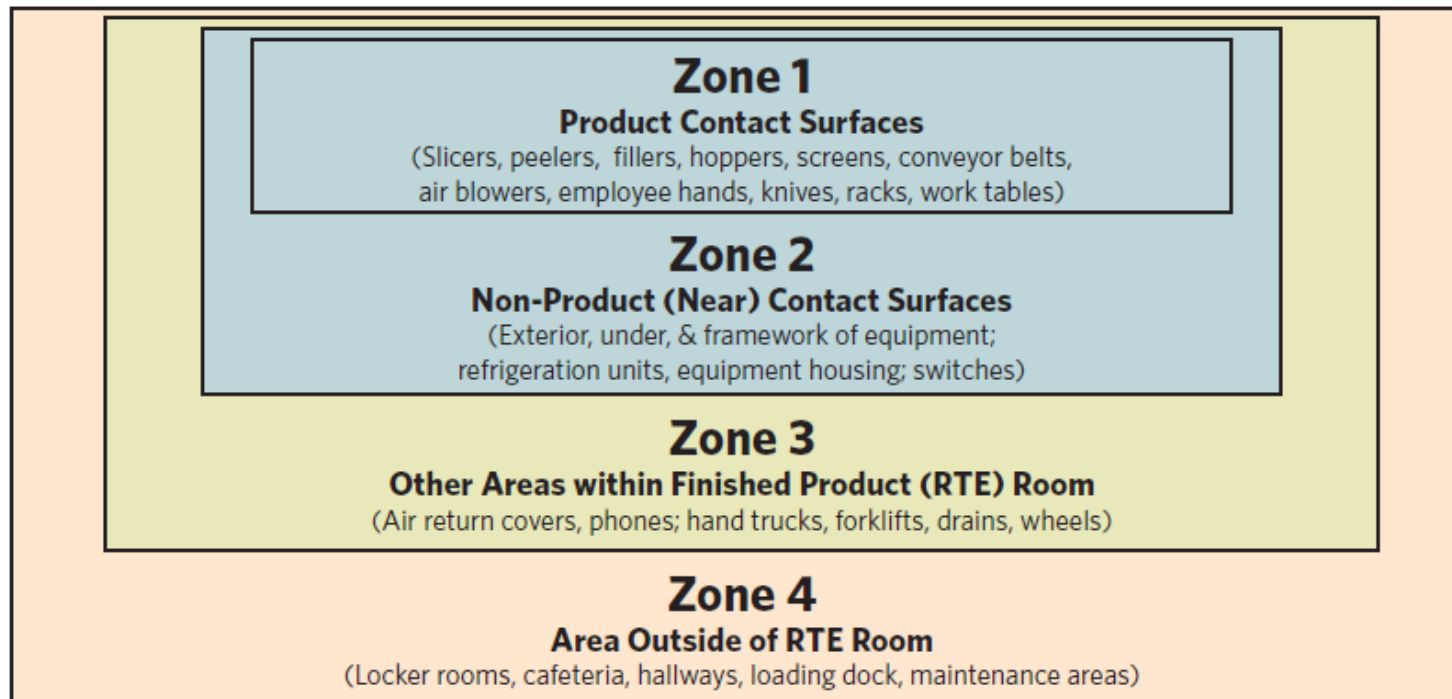 Zone 1
Product Contact Surfaces
(Slicers, peelers, fillers, hoppers, screens, conveyor belts,
air blowers, employee hands, knives, racks, work tables)
Zone 2
Non-Product (Near) Contact Surfaces
(Exterior, under, & framework of equipment;
refrigeration units, equipment housing; switches)
Zone 3
Other Areas within Finished Product (RTE) Room
(Air return covers, phones; hand trucks, forklifts, drains, wheels)
Zone 4
Area Outside of RTE Room
(Locker rooms, cafeteria, hallways, loading dock, maintenance areas)